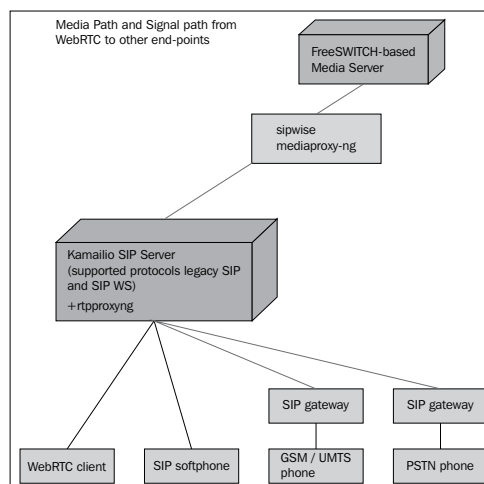 Media Path and Signal path from
WebRTC to other end-points
FreeSWITCH-based
Media Server
sipwise
mediaproxy-ng
Kamailio SIP Server
(supported protocols legacy SIP
and SIP WS)
+rtpproxyng
SIP gateway
SIP gateway
WebRTC client
SIP softphone
GSM / UMTS
phone
PSTN phone